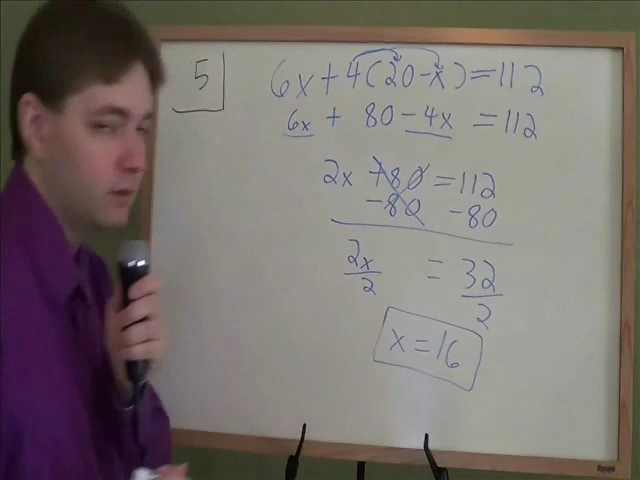 5
6x + 4(20 - x) = 112
6x + 80 - 4x = 112
2x + 80 = 112
- 80 - 80
2x/2 = 32/2
x = 16